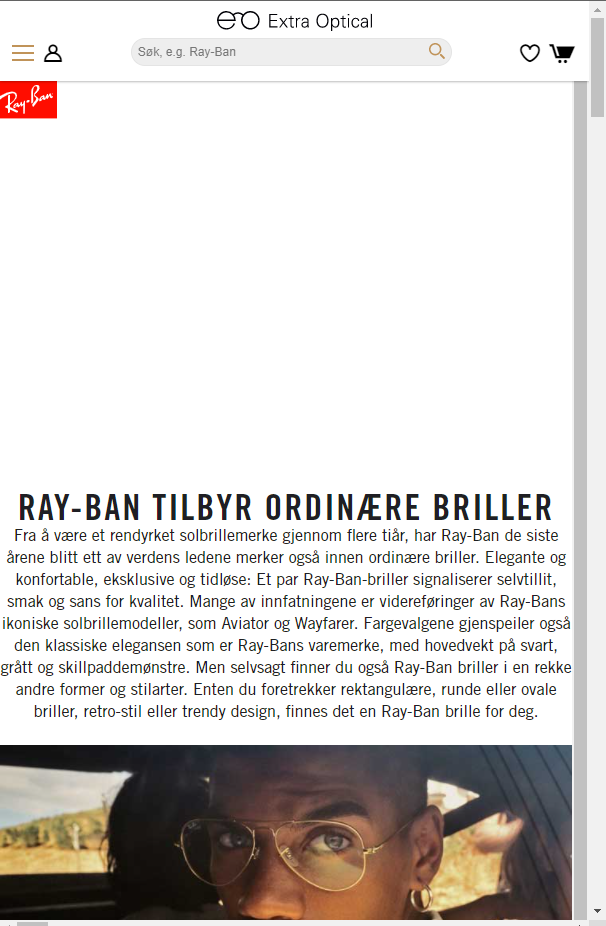 Extra Optical
Søk, e.g. Ray-Ban
Ray-Ban
RAY-BAN TILBYR ORDINÆRE BRILLER
Fra å være et rendyrket solbrillemerke gjennom flere tiår, har Ray-Ban de siste
årene blitt ett av verdens ledene merker også innen ordinære briller. Elegante og
konfortable, eksklusive og tidløse: Et par Ray-Ban-briller signaliserer selvtillit,
smak og sans for kvalitet. Mange av innfatningene er videreføringer av Ray-Bans
ikoniske solbrillemodeller, som Aviator og Wayfarer. Fargevalgene gjenspeiler også
den klassiske elegansen som er Ray-Bans varemerke, med hovedvekt på svart,
grått og skillpaddemønstre. Men selvsagt finner du også Ray-Ban briller i en rekke
andre former og stilarter. Enten du foretrekker rektangulære, runde eller ovale
briller, retro-stil eller trendy design, finnes det en Ray-Ban brille for deg.